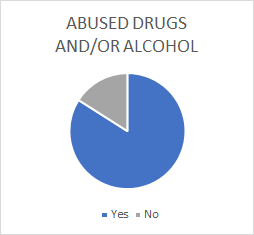 ABUSED DRUGS
AND/OR ALCOHOL
Yes No